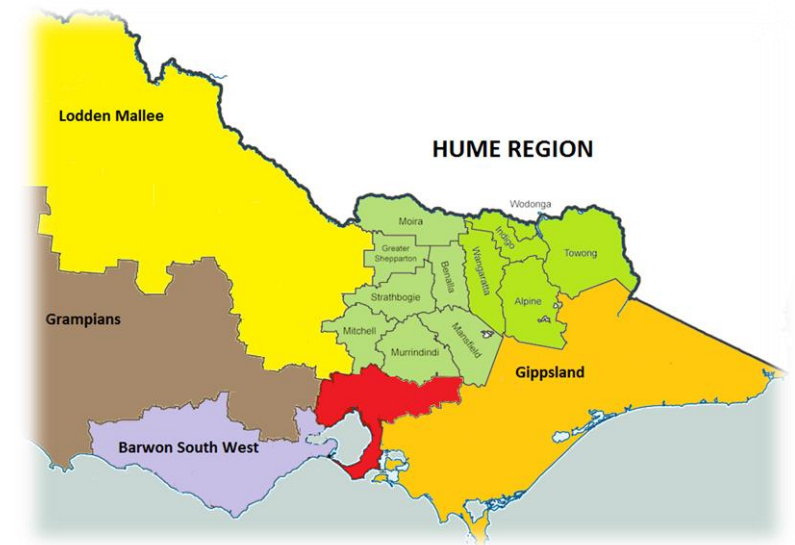 Lodden Mallee
HUME REGION
Wodonga
Moira
Indigo
Greater
Shepparton
Benalla
Wangaratta
Towong
Strathbogie
Alpine
Grampians
Mitchell
Mansfield
Murrindindi
Gippsland
Barwon South West